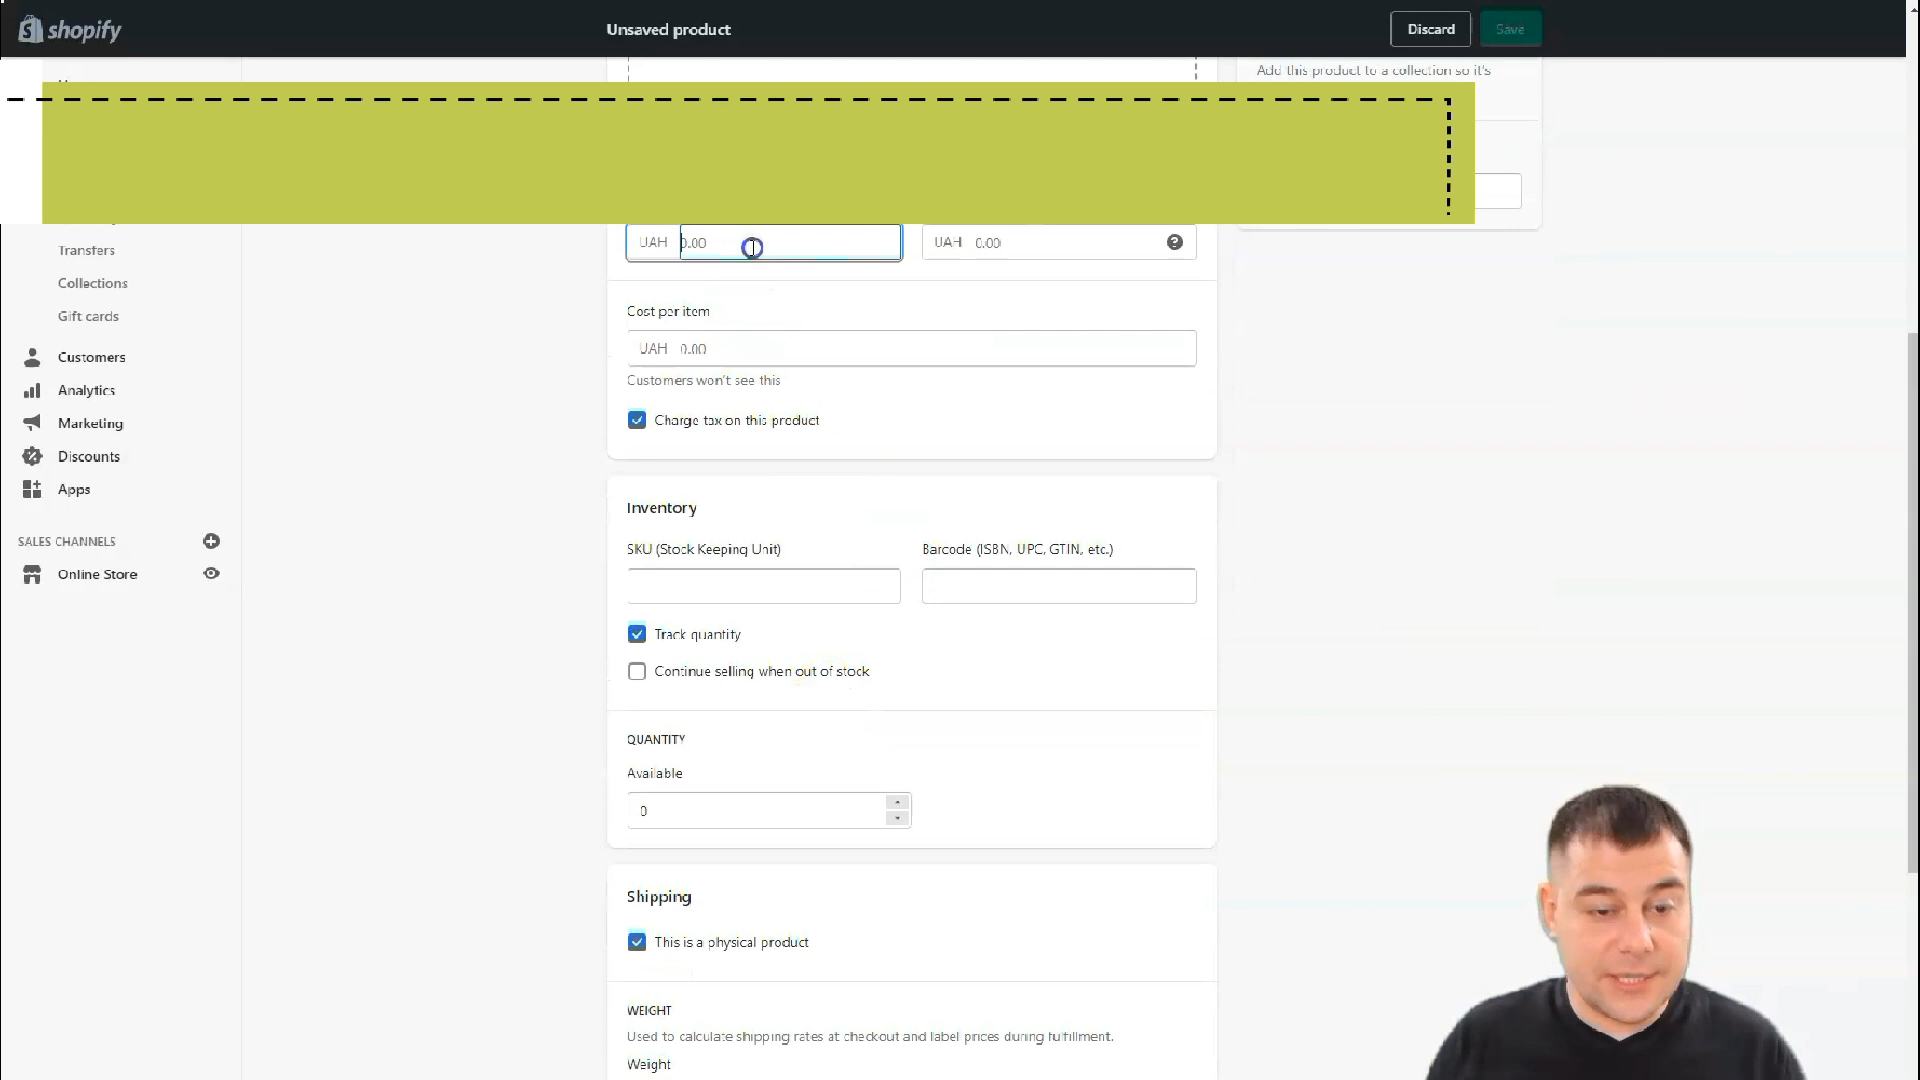 shopify
Unsaved product
Discard
Save
Add this product to a collection so it's
UAH 0.00
UAH 0.00
Transfers
Collections
Gift cards
Cost per item
UAH 0.00
Customers won't see this
Customers
Analytics
Marketing
Discounts
Apps
Charge tax on this product
Inventory
SKU (Stock Keeping Unit)
Barcode (ISBN, UPC, GTIN, etc.)
SALES CHANNELS
Online Store
Track quantity
Continue selling when out of stock
QUANTITY
Available
0
Shipping
This is a physical product
WEIGHT
Used to calculate shipping rates at checkout and label prices during fulfillment.
Weight